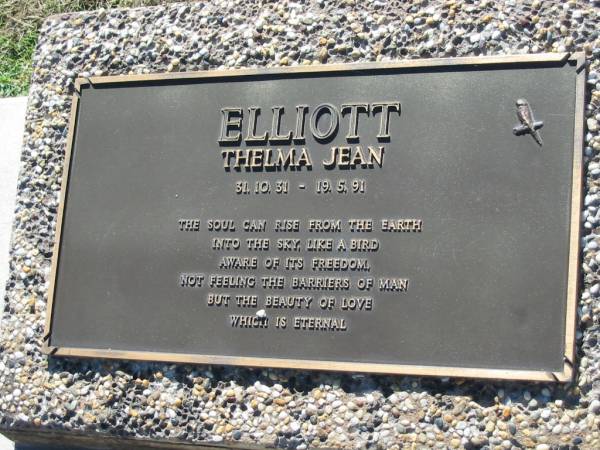 ELLIOTT
THELMA JEAN
31.10.31 - 19.5.91
THE SOUL CAN RISE FROM THE EARTH
INTO THE SKY, LIKE A BIRD
AWARE OF ITS FREEDOM,
NOT FEELING THE BARRIERS OF MAN
BUT THE BEAUTY OF LOVE
WHICH IS ETERNAL